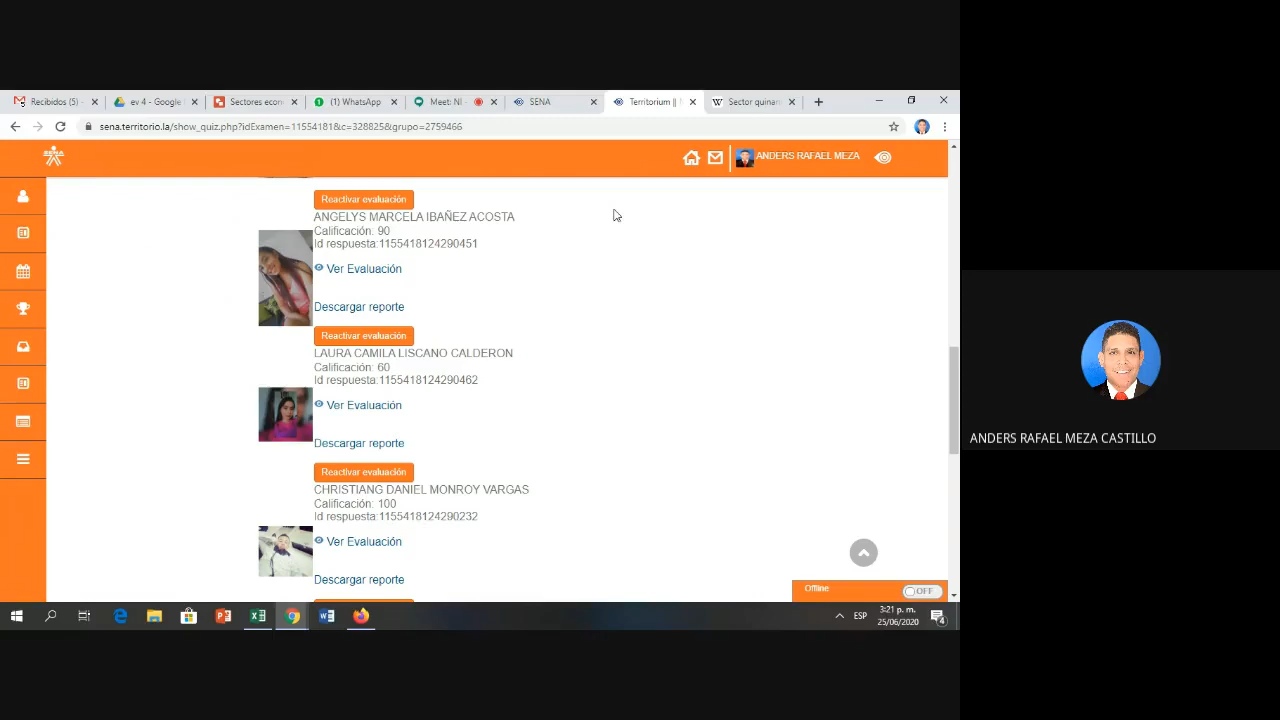 Recibidos (5) -
ev 4 - Google
Sectores econ
(1) WhatsApp
Meet: NI -
SENA
Territorium ||
Sector quinari
sena.territorio.la/show_quiz.php?idExamen=11554181&c=328825&grupo=2759466
SENA
ANDERS RAFAEL MEZA
Reactivar evaluación
ANGELYS MARCELA IBAÑEZ ACOSTA
Calificación: 90
Id respuesta:1155418124290451
Ver Evaluación
Descargar reporte
Reactivar evaluación
LAURA CAMILA LISCANO CALDERON
Calificación: 60
Id respuesta:1155418124290462
Ver Evaluación
Descargar reporte
Reactivar evaluación
CHRISTIANG DANIEL MONROY VARGAS
Calificación: 100
Id respuesta:1155418124290232
Ver Evaluación
Descargar reporte
Offline
OFF
ESP
3:21 p. m.
25/06/2020
4
ANDERS RAFAEL MEZA CASTILLO